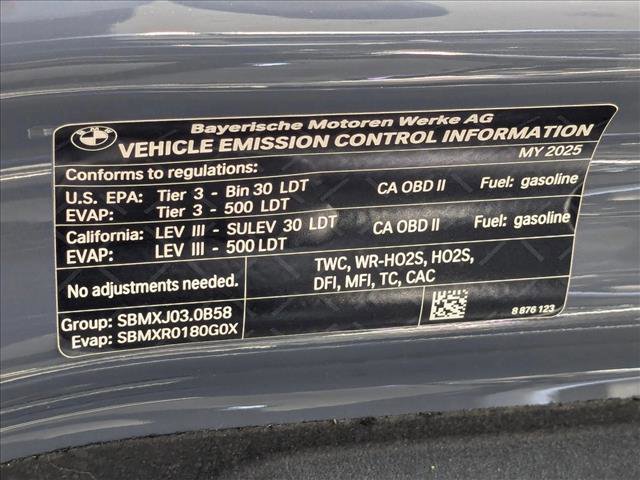 BMW
Bayerische Motoren Werke AG
VEHICLE EMISSION CONTROL INFORMATION
Conforms to regulations: MY 2025
U.S. EPA: Tier 3 - Bin 30 LDT CA OBD II Fuel: gasoline
EVAP: Tier 3 - 500 LDT
California: LEV III - SULEV 30 LDT CA OBD II Fuel: gasoline
EVAP: LEV III - 500 LDT
No adjustments needed.
TWC, WR-HO2S, HO2S,
DFI, MFI, TC, CAC
Group: SBMXJ03.0B58
Evap: SBMXR0180G0X
8 876 123